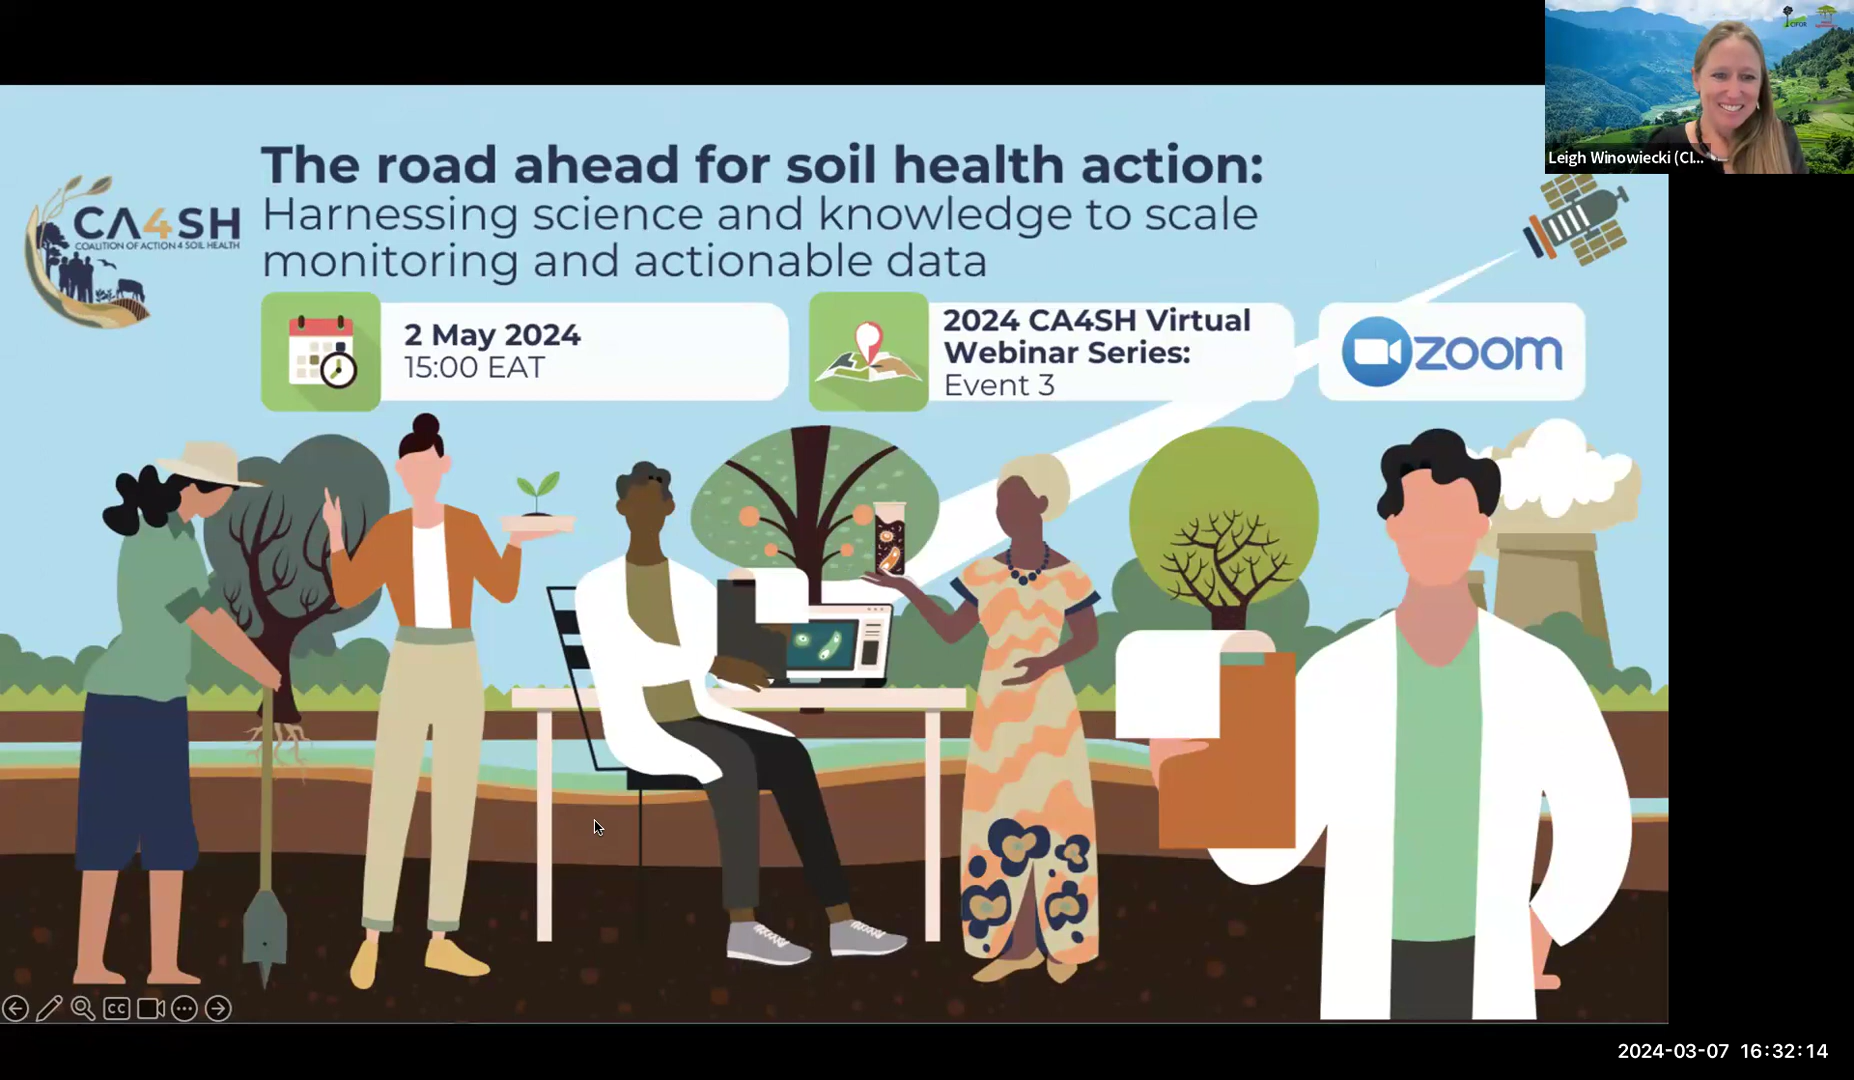 Leigh Winowiecki (CI...
The road ahead for soil health action:
Harnessing science and knowledge to scale
monitoring and actionable data
CA4SH
COALITION OF ACTION 4 SOIL HEALTH
2 May 2024
15:00 EAT
2024 CA4SH Virtual
Webinar Series:
Event 3
zoom
CC
2024-03-07 16:32:14